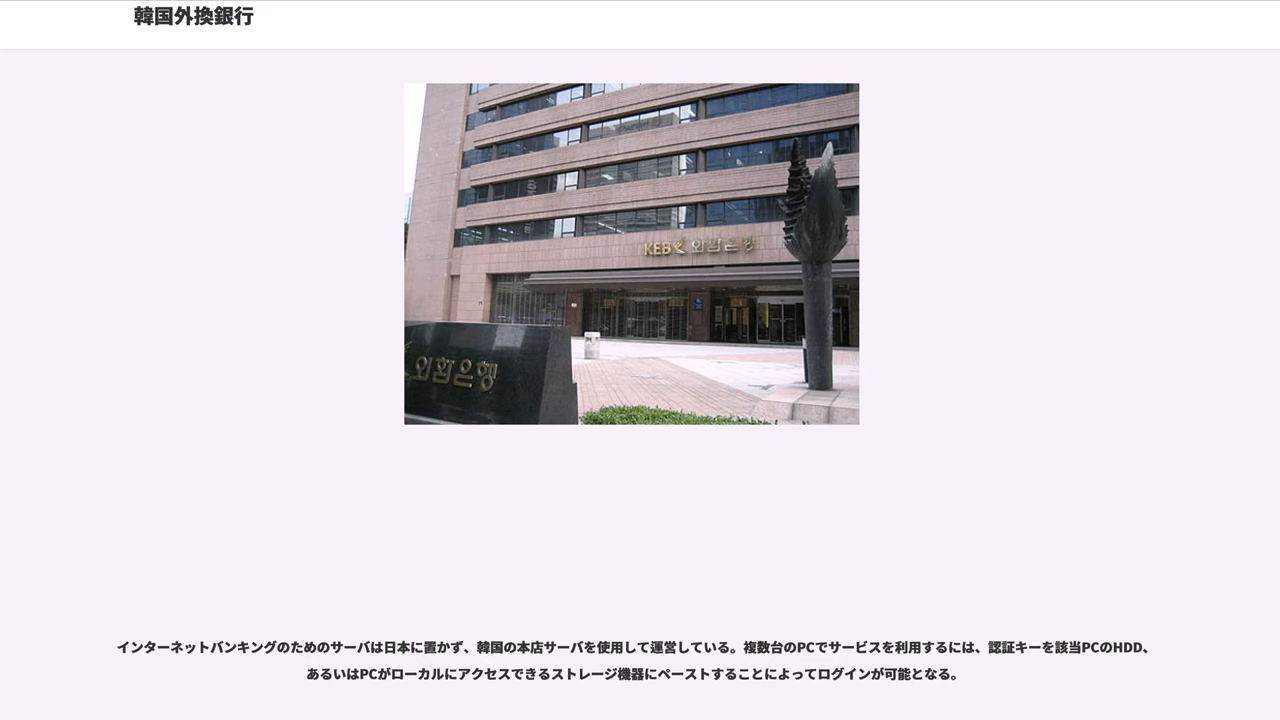 韓国外換銀行
KEB 외환은행
외환은행
インターネットバンキングのためのサーバは日本に置かず、韓国の本店サーバを使用して運営している。複数台のPCでサービスを利用するには、認証キーを該当PCのHDD、
あるいはPCがローカルにアクセスできるストレージ機器にペーストすることによってログインが可能となる。